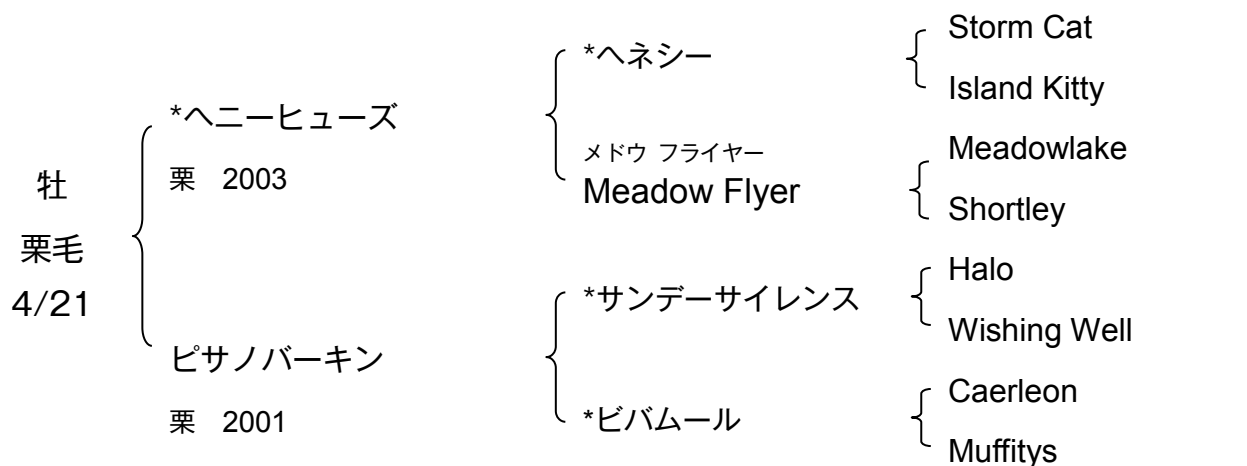 牡
栗毛
4/21
*ヘニーヒューズ
栗 2003
ピサノバーキン
栗 2001
*ヘネシー
メドウ フライヤー
Meadow Flyer
*サンデーサイレンス
*ビバムール
Storm Cat
Island Kitty
Meadowlake
Shortley
Halo
Wishing Well
Caerleon
Muffitys